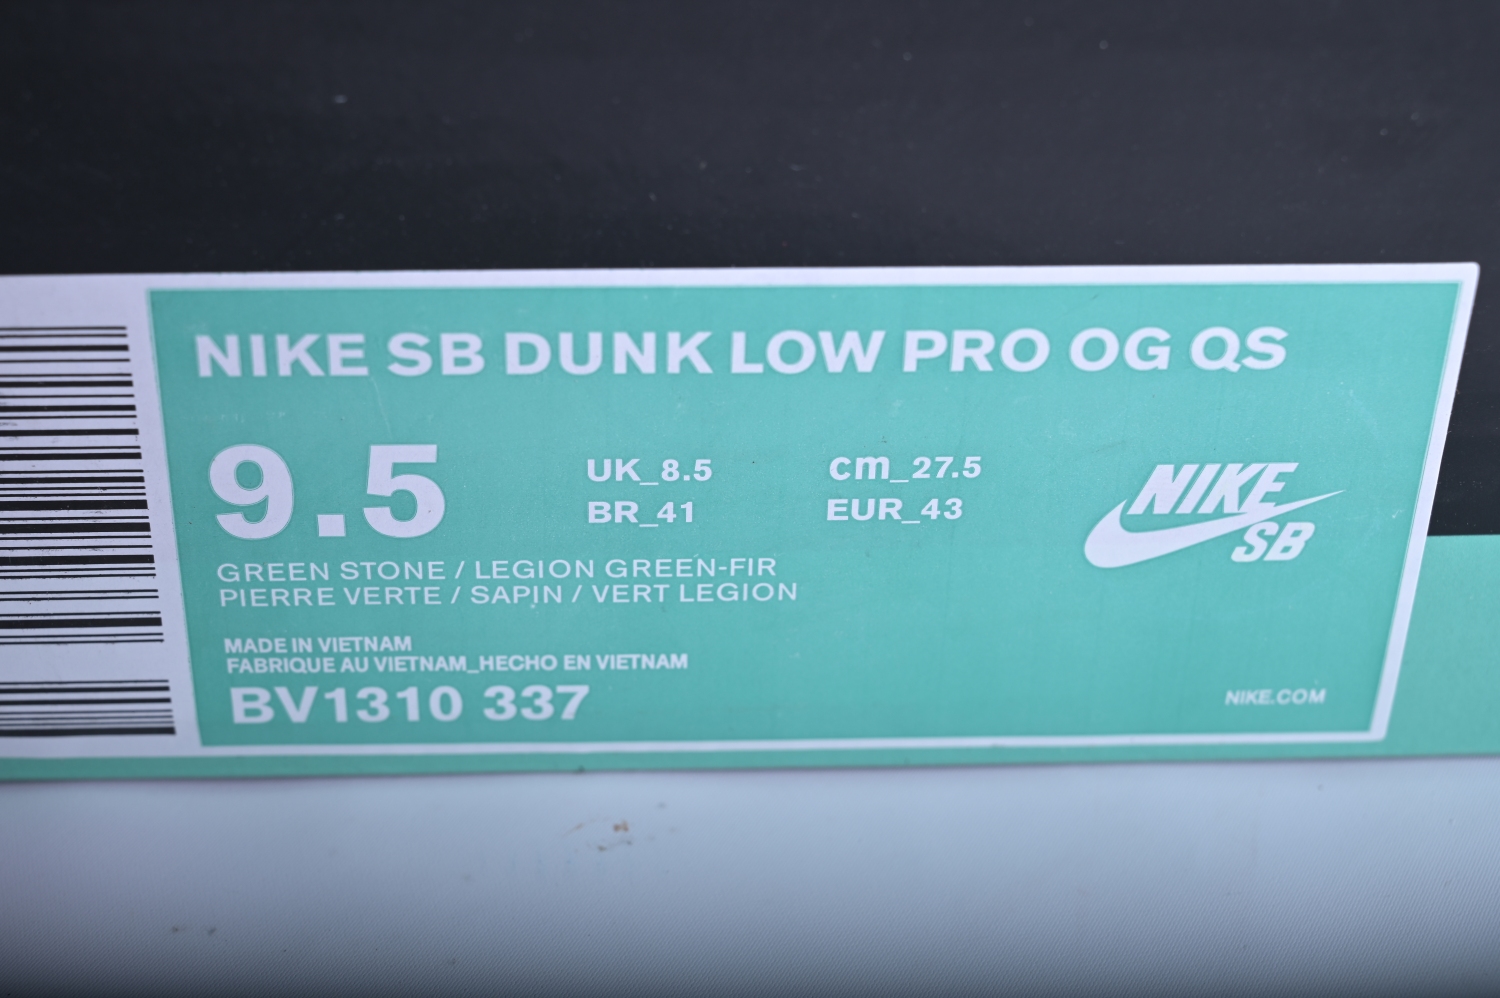 NIKE SB DUNK LOW PRO OG QS
9.5
UK_8.5 cm_27.5
BR_41 EUR_43
NIKE
SB
GREEN STONE / LEGION GREEN-FIR
PIERRE VERTE / SAPIN / VERT LEGION
MADE IN VIETNAM
FABRIQUE AU VIETNAM_HECHO EN VIETNAM
BV1310 337
NIKE.COM